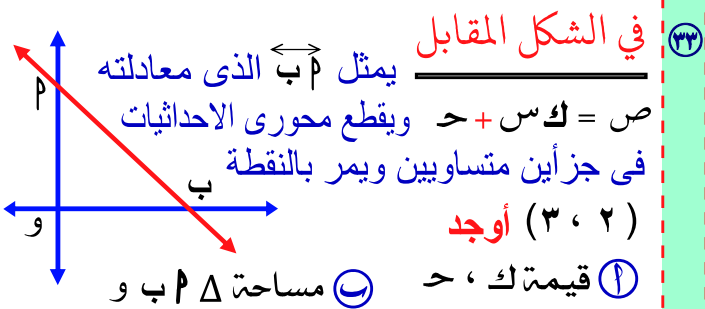 ٣٣
في الشكل المقابل
يمثل أ ب الذى معادلته
ص = ك س + حـ ويقطع محورى الاحداثيات
فى جزأين متساويين ويمر بالنقطة
( ٢ ، ٣ ) أوجد
أ قيمة ك ، حـ
ب مساحة Δ أ ب و
أ
ب
و